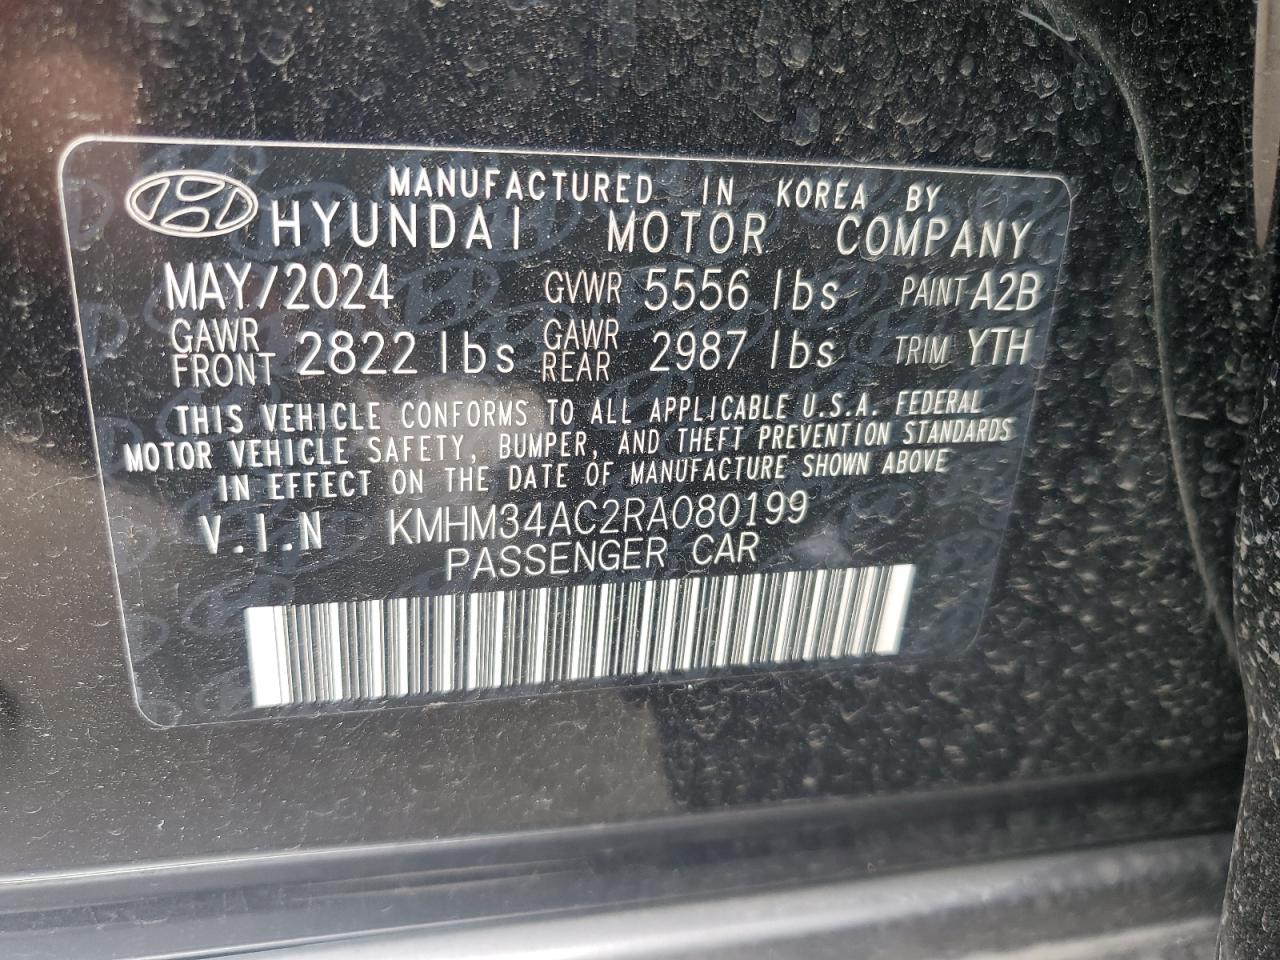 MANUFACTURED IN KOREA BY
HYUNDAI MOTOR COMPANY
MAY/2024 GVWR 5556 lbs PAINT A2B
GAWR FRONT 2822 lbs GAWR REAR 2987 lbs TRIM YTH
THIS VEHICLE CONFORMS TO ALL APPLICABLE U.S.A. FEDERAL
MOTOR VEHICLE SAFETY, BUMPER, AND THEFT PREVENTION STANDARDS
IN EFFECT ON THE DATE OF MANUFACTURE SHOWN ABOVE
V.I.N KMHM34AC2RA080199
PASSENGER CAR